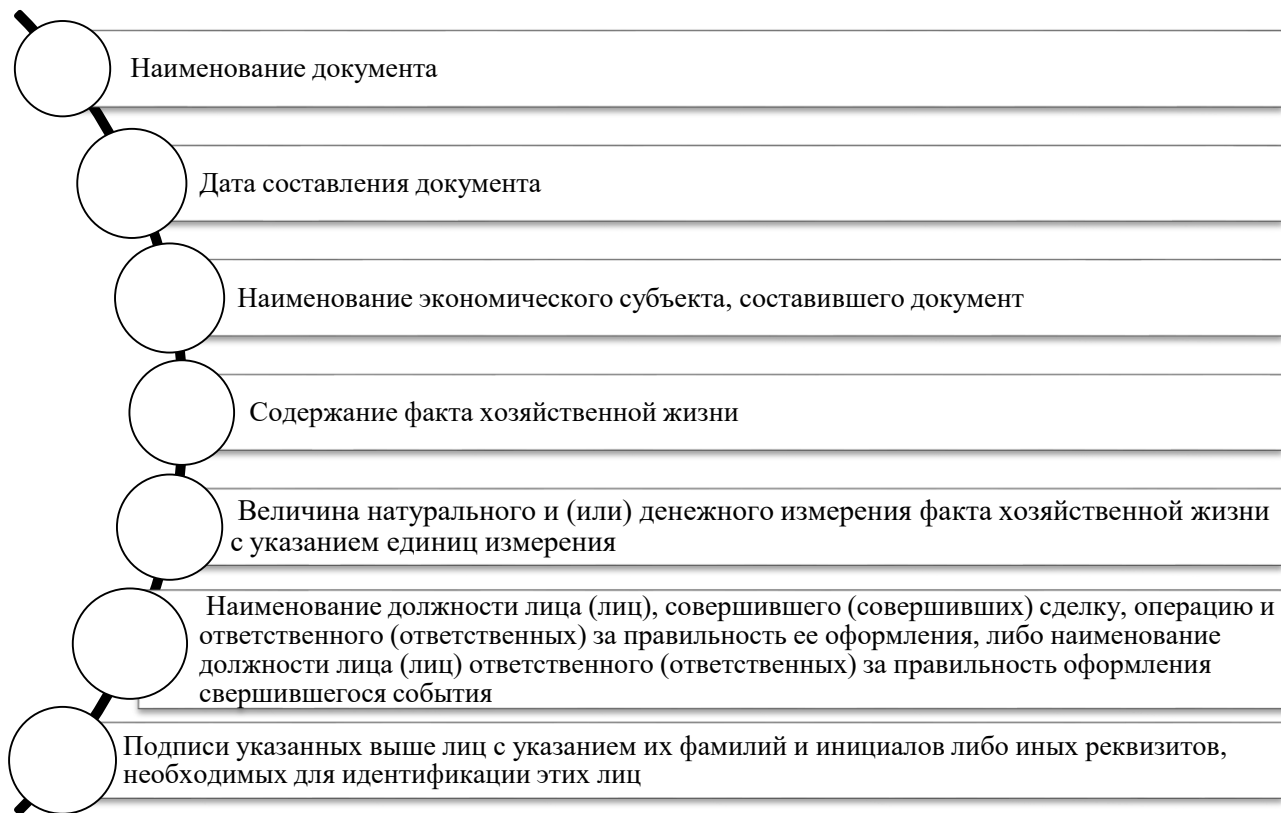 Наименование документа
Дата составления документа
Наименование экономического субъекта, составившего документ
Содержание факта хозяйственной жизни
Величина натурального и (или) денежного измерения факта хозяйственной жизни
с указанием единиц измерения
Наименование должности лица (лиц), совершившего (совершивших) сделку, операцию и
ответственного (ответственных) за правильность ее оформления, либо наименование
должности лица (лиц) ответственного (ответственных) за правильность оформления
свершившегося события
Подписи указанных выше лиц с указанием их фамилий и инициалов либо иных реквизитов,
необходимых для идентификации этих лиц